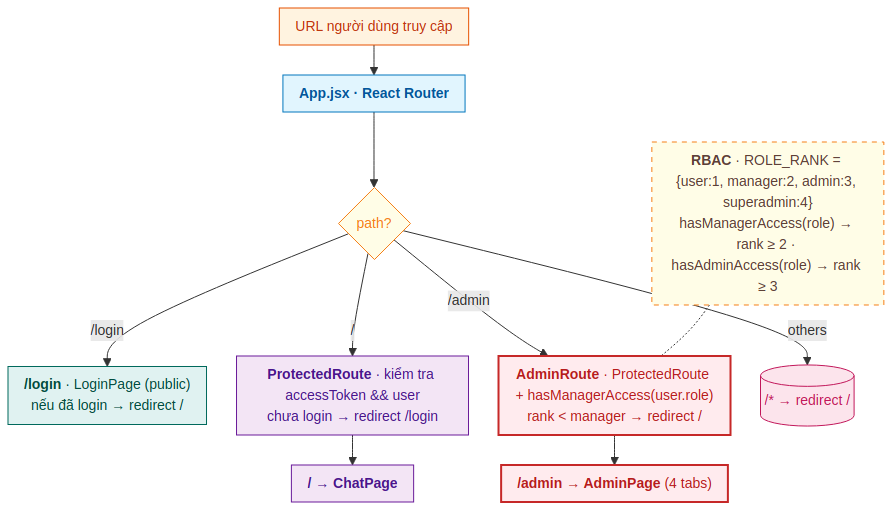 URL người dùng truy cập
App.jsx · React Router
path?
RBAC · ROLE_RANK =
{user:1, manager:2, admin:3,
superadmin:4}
hasManagerAccess(role) →
rank ≥ 2 ·
hasAdminAccess(role) → rank
≥ 3
/login
/
/admin
others
/login · LoginPage (public)
nếu đã login → redirect /
ProtectedRoute · kiểm tra
accessToken && user
chưa login → redirect /login
AdminRoute · ProtectedRoute
+ hasManagerAccess(user.role)
rank < manager → redirect /
/* → redirect /
/ → ChatPage
/admin → AdminPage (4 tabs)